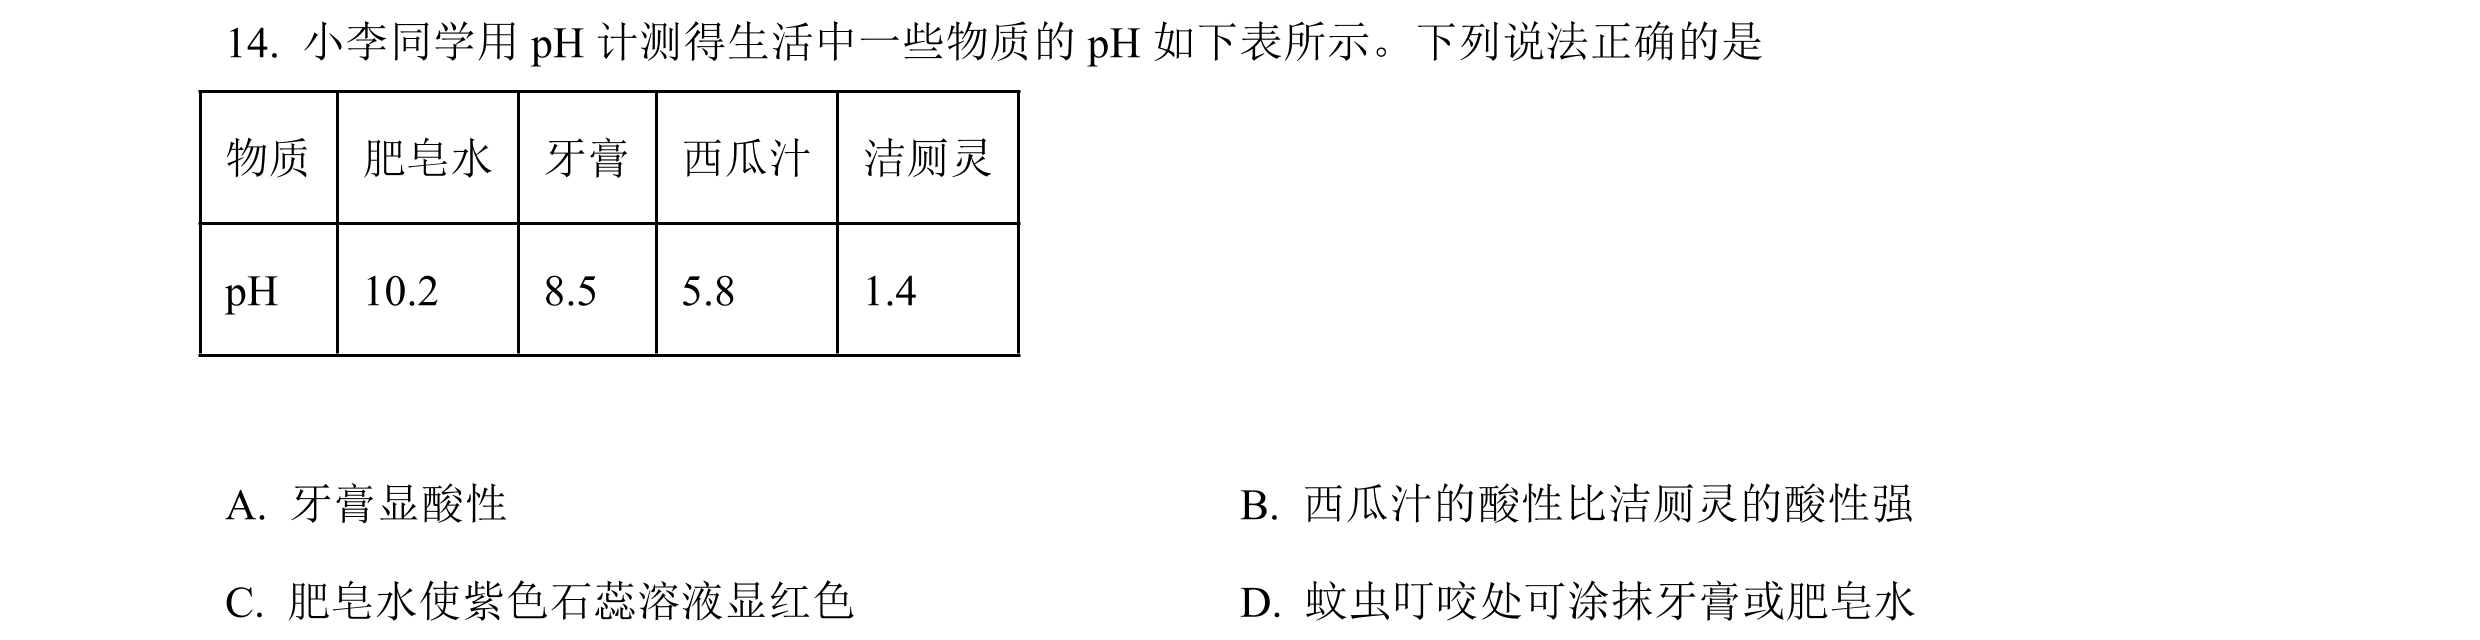 14. 小李同学用 pH 计测得生活中一些物质的 pH 如下表所示。下列说法正确的是
物质 肥皂水 牙膏 西瓜汁 洁厕灵
pH 10.2 8.5 5.8 1.4
A. 牙膏显酸性 B. 西瓜汁的酸性比洁厕灵的酸性强
C. 肥皂水使紫色石蕊溶液显红色 D. 蚊虫叮咬处可涂抹牙膏或肥皂水